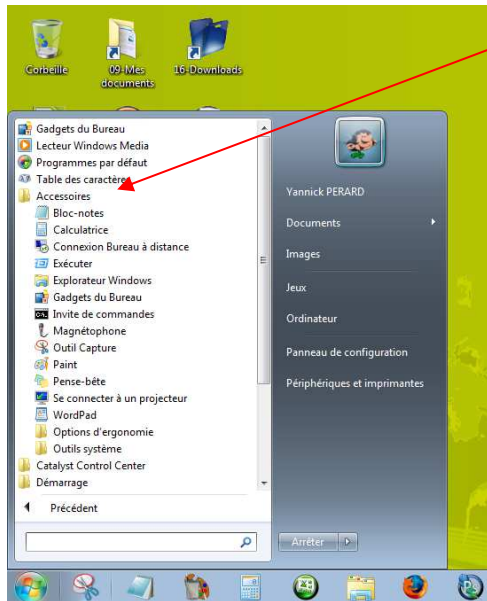 Corbeille
09-Mes documents
16-Downloads
Gadgets du Bureau
Lecteur Windows Media
Programmes par défaut
Table des caractères
Accessoires
Bloc-notes
Calculatrice
Connexion Bureau à distance
Exécuter
Explorateur Windows
Gadgets du Bureau
Invite de commandes
Magnétophone
Outil Capture
Paint
Pense-bête
Se connecter à un projecteur
WordPad
Options d'ergonomie
Outils système
Catalyst Control Center
Démarrage
Précédent
Yannick PERARD
Documents
Images
Jeux
Ordinateur
Panneau de configuration
Périphériques et imprimantes
Arrêter